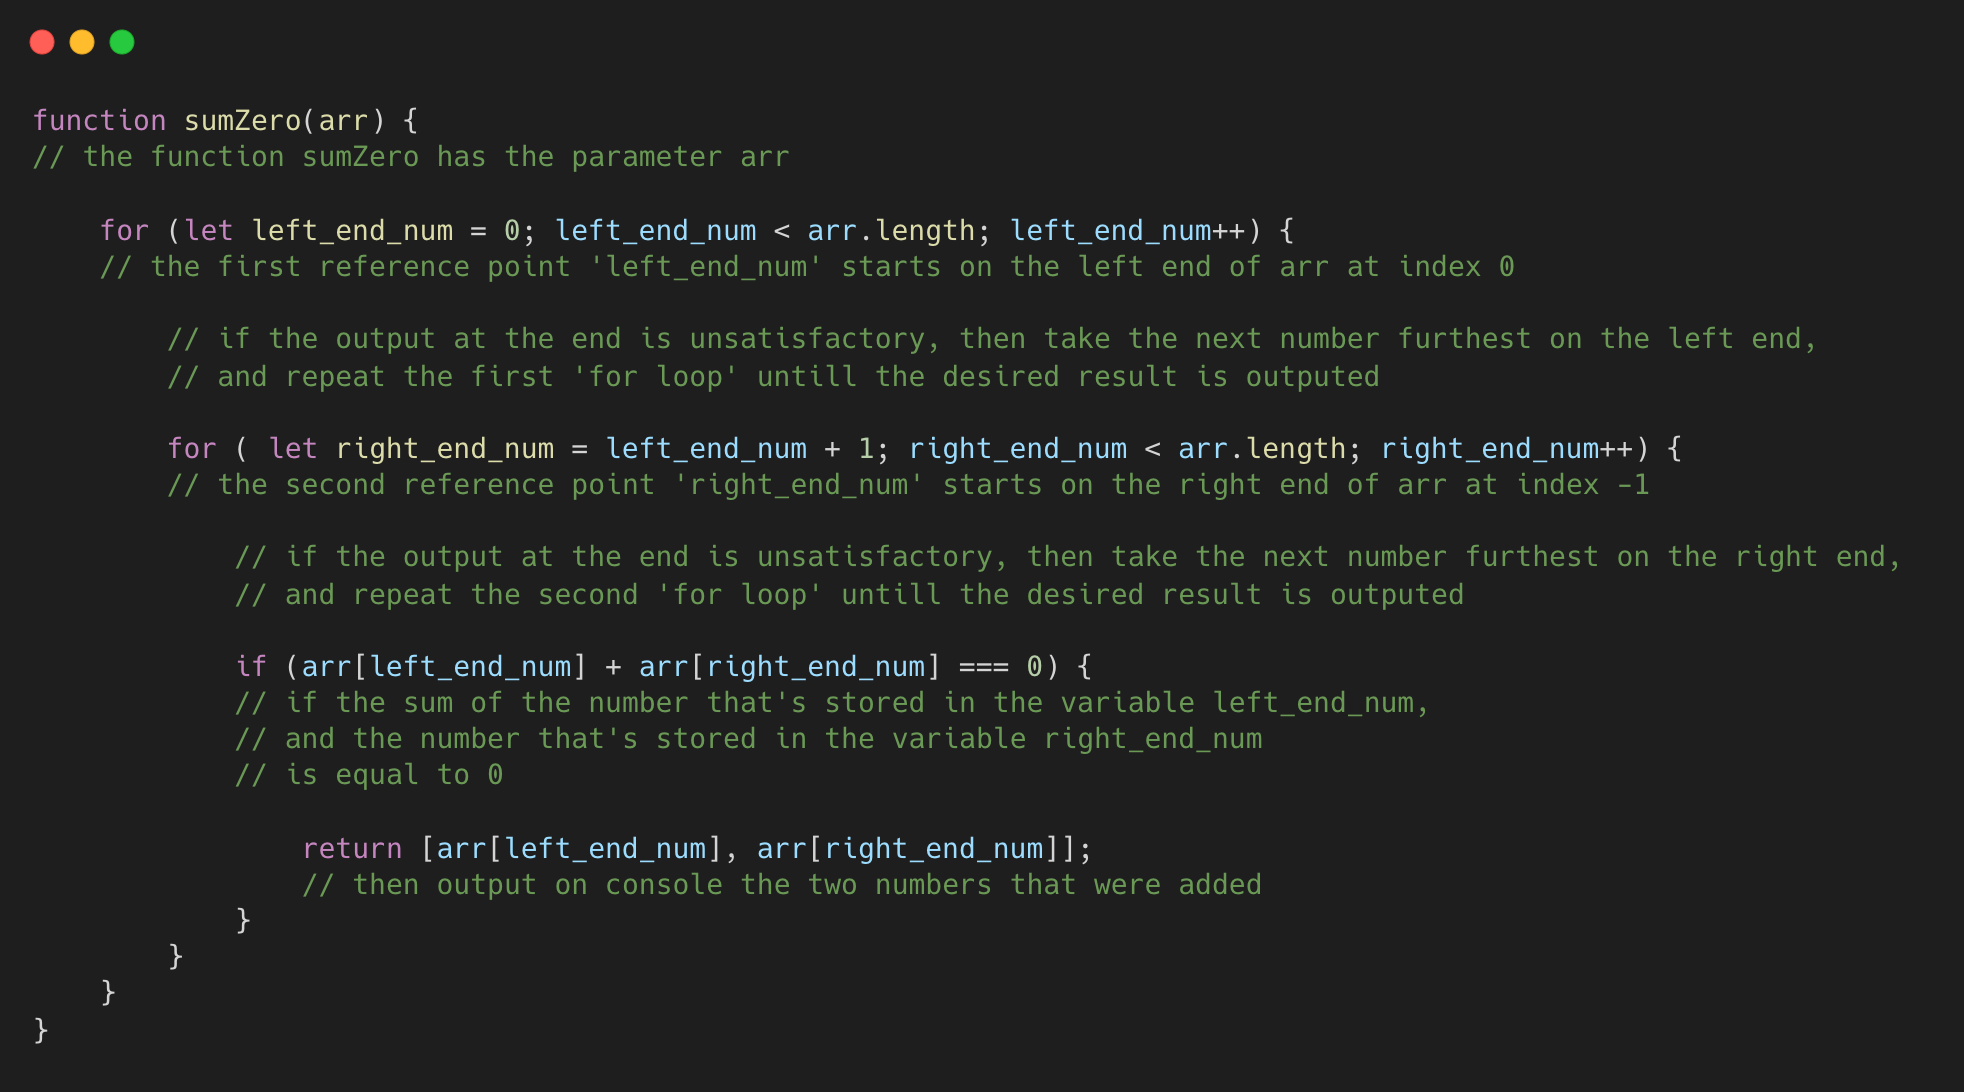 function sumZero(arr) {
// the function sumZero has the parameter arr
for (let left_end_num = 0; left_end_num < arr.length; left_end_num++) {
// the first reference point 'left_end_num' starts on the left end of arr at index 0
// if the output at the end is unsatisfactory, then take the next number furthest on the left end,
// and repeat the first 'for loop' untill the desired result is outputed
for ( let right_end_num = left_end_num + 1; right_end_num < arr.length; right_end_num++) {
// the second reference point 'right_end_num' starts on the right end of arr at index -1
// if the output at the end is unsatisfactory, then take the next number furthest on the right end,
// and repeat the second 'for loop' untill the desired result is outputed
if (arr[left_end_num] + arr[right_end_num] === 0) {
// if the sum of the number that's stored in the variable left_end_num,
// and the number that's stored in the variable right_end_num
// is equal to 0
return [arr[left_end_num], arr[right_end_num]];
// then output on console the two numbers that were added
}
}
}
}